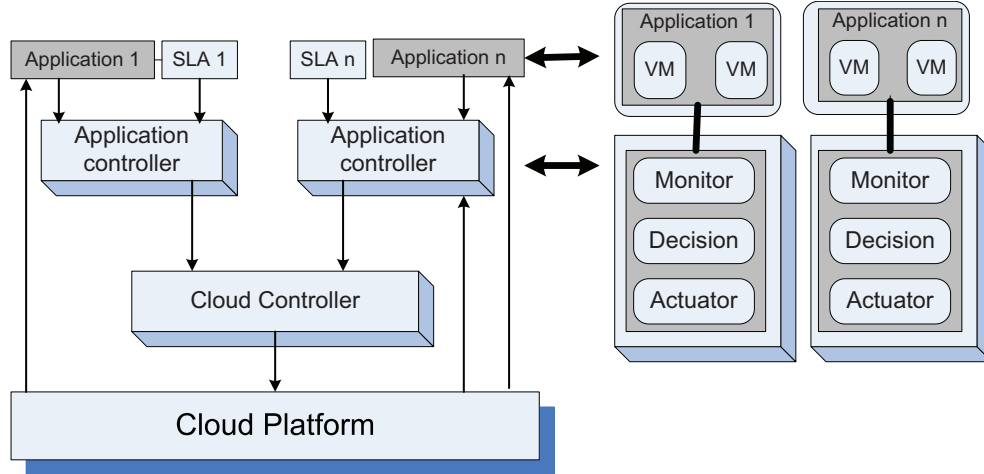 Application 1
SLA 1
SLA n
Application n
Application
controller
Application
controller
Cloud Controller
Cloud Platform
Application 1
VM
VM
Monitor
Decision
Actuator
Application n
VM
VM
Monitor
Decision
Actuator